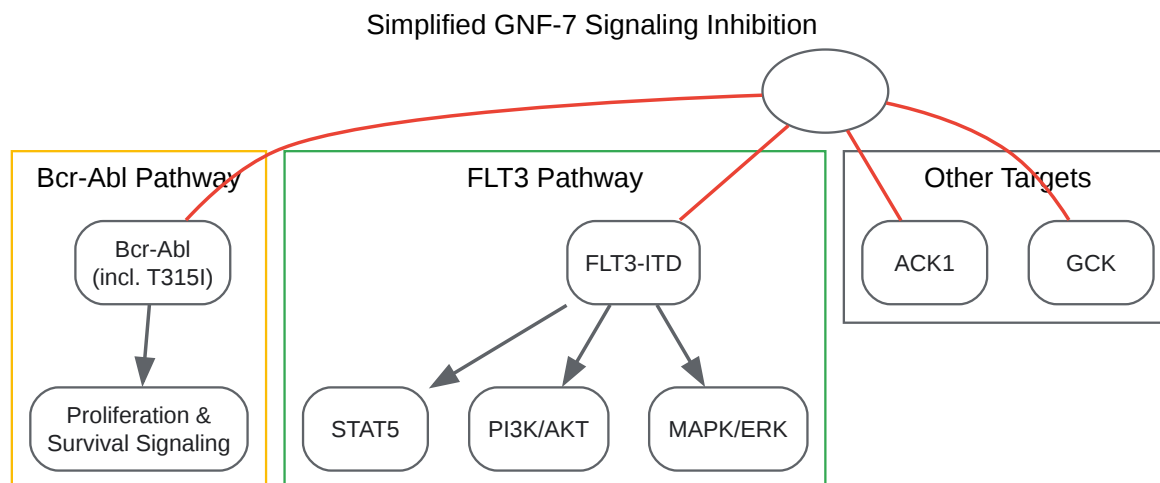 Simplified GNF-7 Signaling Inhibition
Bcr-Abl Pathway
FLT3 Pathway
Other Targets
Bcr-Abl
(incl. T315I)
FLT3-ITD
ACK1
GCK
Proliferation &
Survival Signaling
STAT5
PI3K/AKT
MAPK/ERK